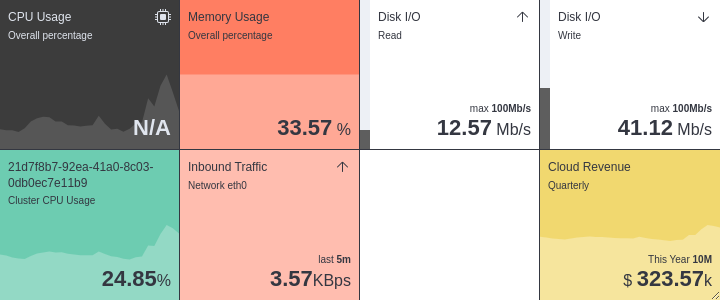 CPU Usage
Overall percentage
N/A
Memory Usage
Overall percentage
33.57 %
Disk I/O
Read
max 100Mb/s
12.57 Mb/s
Disk I/O
Write
max 100Mb/s
41.12 Mb/s
21d7f8b7-92ea-41a0-8c03-
0db0ec7e11b9
Cluster CPU Usage
24.85%
Inbound Traffic
Network eth0
last 5m
3.57KBps
Cloud Revenue
Quarterly
This Year 10M
$ 323.57k